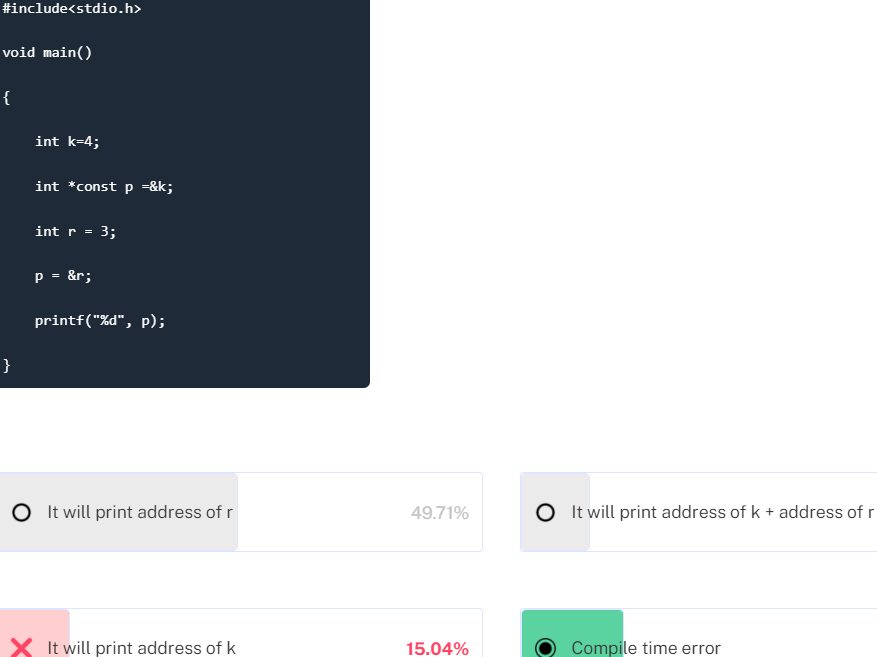 #include<stdio.h>
void main()
{
int k=4;
int *const p =&k;
int r = 3;
p = &r;
printf("%d", p);
}
It will print address of r 49.71%
It will print address of k + address of r
It will print address of k 15.04%
Compile time error